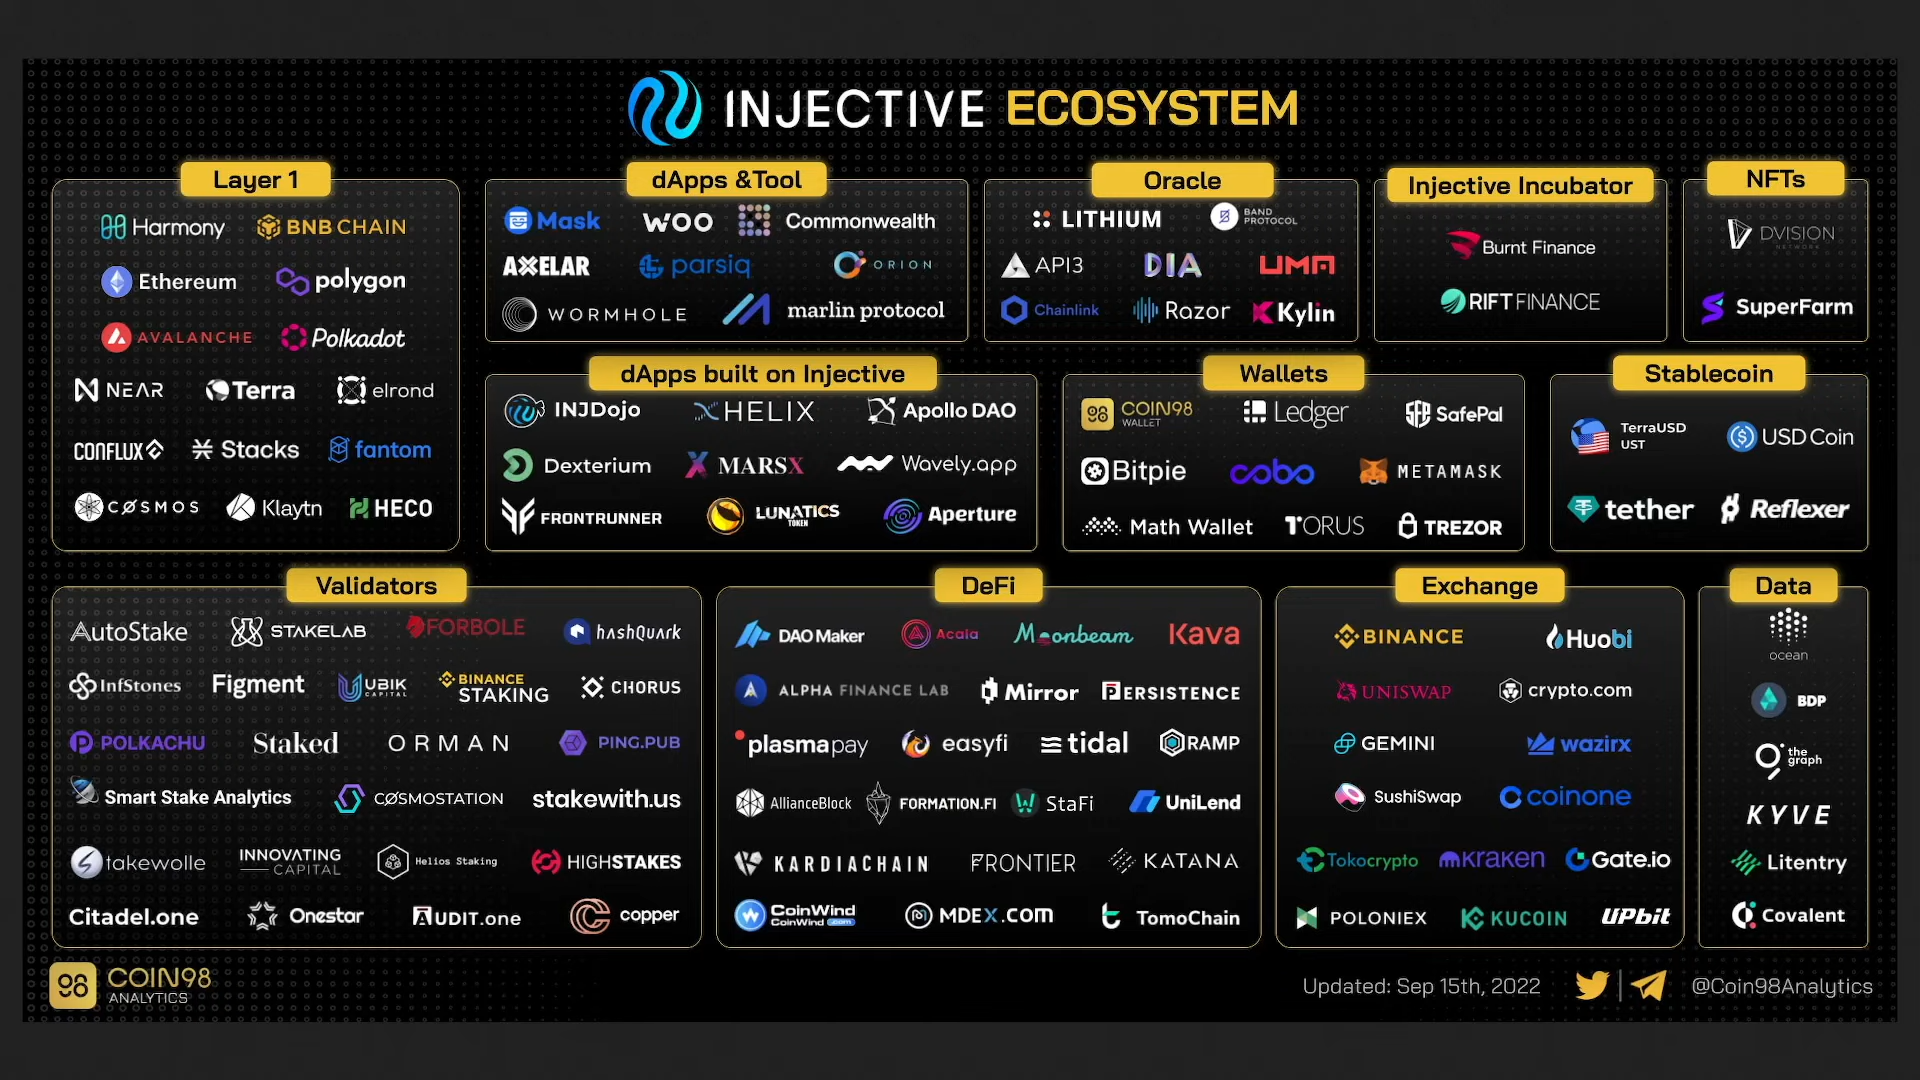 INJECTIVE ECOSYSTEM
Layer 1
Harmony BNB CHAIN
Ethereum polygon
AVALANCHE Polkadot
NEAR Terra elrond
CONFLUX Stacks fantom
COSMOS Klaytn HECO
dApps &Tool
Mask WOO Commonwealth
AXELAR parsiq ORION
WORMHOLE marlin protocol
Oracle
LITHIUM BAND PROTOCOL
API3 DIA UMA
Chainlink Razor Kylin
Injective Incubator
Burnt Finance
RIFT FINANCE
NFTs
DVISION NETWORK
SuperFarm
dApps built on Injective
INJDojo HELIX Apollo DAO
Dexterium MARSX Wavely.app
FRONTRUNNER LUNATICS TOKEN Aperture
Wallets
98 COIN98 WALLET Ledger SFP SafePal
Bitpie cobo METAMASK
Math Wallet TORUS TREZOR
Stablecoin
TerraUSD UST USD Coin
tether Reflexer
Validators
AutoStake STAKELAB FORBOLE hashQuark
InfStones Figment UBIK CAPITAL BINANCE STAKING CHORUS
POLKACHU Staked ORMAN PING.PUB
Smart Stake Analytics COSMOSTATION stakewith.us
Stakewolle INNOVATING CAPITAL Helios Staking HIGHSTAKES
Citadel.one Onestar AUDIT.one copper
DeFi
DAO Maker Acala Moonbeam Kava
ALPHA FINANCE LAB Mirror PERSISTENCE
plasmapay easyfi tidal RAMP
AllianceBlock FORMATION.FI StaFi UniLend
KARDIACHAIN FRONTIER KATANA
CoinWind CoinWind.com MDEX.COM TomoChain
Exchange
BINANCE Huobi
UNISWAP crypto.com
GEMINI wazirx
SushiSwap coinone
Tokocrypto kraken Gate.io
POLONIEX KUCOIN UPbit
Data
ocean
BDP
the graph
KYVE
Litentry
Covalent
98 COIN98 ANALYTICS
Updated: Sep 15th, 2022 @Coin98Analytics